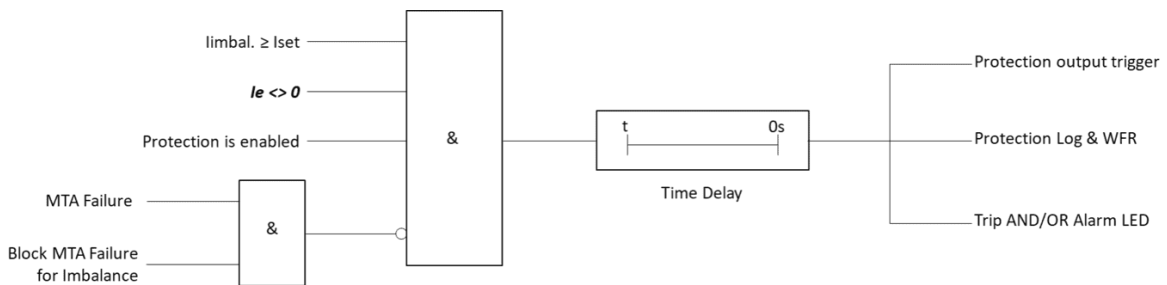 Iimbal. ≥ Iset
Ie <> 0
Protection is enabled
MTA Failure
Block MTA Failure
for Imbalance
&
&
t
0s
Time Delay
Protection output trigger
Protection Log & WFR
Trip AND/OR Alarm LED